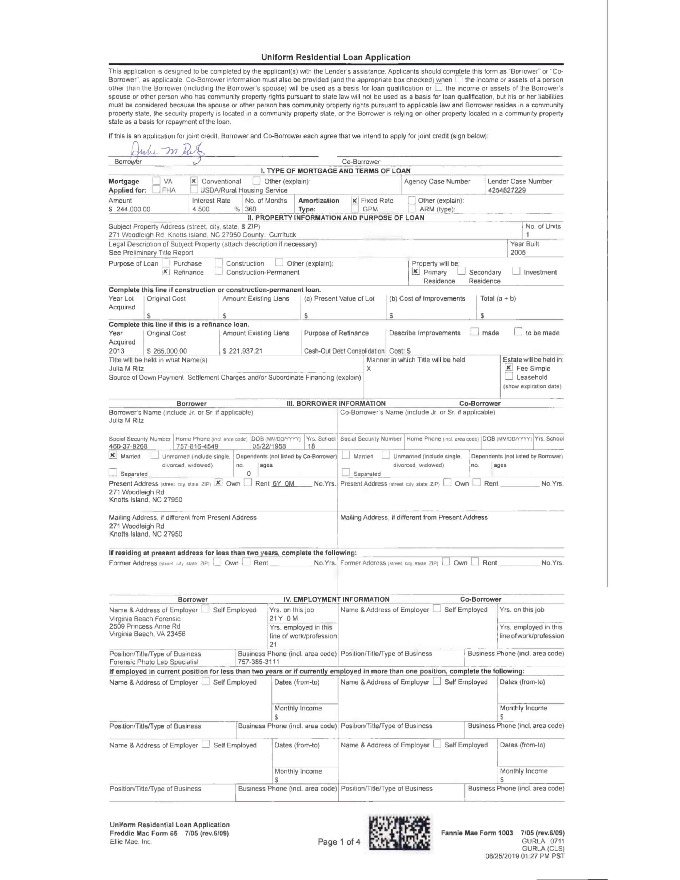 Uniform Residential Loan Application
This application is designed to be completed by the applicant(s) with the Lender's assistance. Applicants should complete this form as "Borrower" or "Co-
Borrower", as applicable. Co-Borrower information must also be provided (and the appropriate box checked) when the income or assets of a person
other than the Borrower (including the Borrower's spouse) will be used as a basis for loan qualification or the income or assets of the Borrower's
spouse or other person who has community property rights pursuant to state law will not be used as a basis for loan qualification, but his or her liabilities
must be considered because the spouse or other person has community property rights pursuant to applicable law and Borrower resides in a community
property state, the security property is located in a community property state, or the Borrower is relying on other property located in a community property
state as a basis for repayment of the loan.
If this is an application for joint credit, Borrower and Co-Borrower each agree that we intend to apply for joint credit (sign below):
Borrower Co-Borrower
I. TYPE OF MORTGAGE AND TERMS OF LOAN
Mortgage VA X Conventional Other (explain): Agency Case Number Lender Case Number
Applied for: FHA USDA/Rural Housing Service 4254827229
Amount Interest Rate No. of Months Amortization X Fixed Rate Other (explain):
$ 244,000.00 4.500 % 360 Type: GPM ARM (type):
II. PROPERTY INFORMATION AND PURPOSE OF LOAN
Subject Property Address (street, city, state, & ZIP) No. of Units
271 Woodleigh Rd, Knotts Island, NC 27950 County: Currituck 1
Legal Description of Subject Property (attach description if necessary) Year Built
See Preliminary Title Report 2005
Purpose of Loan Purchase Construction Other (explain): Property will be:
X Refinance Construction-Permanent X Primary Residence Secondary Residence Investment
Complete this line if construction or construction-permanent loan.
Year Lot Acquired Original Cost Amount Existing Liens (a) Present Value of Lot (b) Cost of Improvements Total (a + b)
$ $ $ $ $
Complete this line if this is a refinance loan.
Year Acquired Original Cost Amount Existing Liens Purpose of Refinance Describe Improvements made to be made
2013 $ 265,000.00 $ 221,937.21 Cash-Out Debt Consolidation Cost: $
Title will be held in what Name(s) Manner in which Title will be held Estate will be held in:
Julia M Ritz X X Fee Simple
Source of Down Payment Settlement Charges and/or Subordinate Financing (explain) Leasehold
(show expiration date)
Borrower III. BORROWER INFORMATION Co-Borrower
Borrower's Name (include Jr. or Sr. if applicable) Co-Borrower's Name (include Jr. or Sr. if applicable)
Julia M Ritz
Social Security Number Home Phone (incl. area code) DOB (MM/DD/YYYY) Yrs. School Social Security Number Home Phone (incl. area code) DOB (MM/DD/YYYY) Yrs. School
05/22/1958 18
X Married Unmarried (include single, divorced, widowed) Dependents (not listed by Co-Borrower) Married Unmarried (include single, divorced, widowed) Dependents (not listed by Borrower)
Separated no. 0 ages Separated no. ages
Present Address (street, city, state, ZIP) X Own Rent 5Y 0M No.Yrs. Present Address (street, city, state, ZIP) Own Rent No.Yrs.
271 Woodleigh Rd
Knotts Island, NC 27950
Mailing Address, if different from Present Address Mailing Address, if different from Present Address
271 Woodleigh Rd
Knotts Island, NC 27950
If residing at present address for less than two years, complete the following:
Former Address (street, city, state, ZIP) Own Rent No.Yrs. Former Address (street, city, state, ZIP) Own Rent No.Yrs.
Borrower IV. EMPLOYMENT INFORMATION Co-Borrower
Name & Address of Employer Self Employed Yrs. on this job Name & Address of Employer Self Employed Yrs. on this job
Virginia Beach Forensic 21 Y 0 M
2509 Princess Anne Rd Yrs. employed in this line of work/profession Yrs. employed in this line of work/profession
Virginia Beach, VA 23456 21
Position/Title/Type of Business Business Phone (incl. area code) Position/Title/Type of Business Business Phone (incl. area code)
Forensic Photo Lab Specialist
If employed in current position for less than two years or if currently employed in more than one position, complete the following:
Name & Address of Employer Self Employed Dates (from-to) Name & Address of Employer Self Employed Dates (from-to)
Monthly Income Monthly Income
$ $
Position/Title/Type of Business Business Phone (incl. area code) Position/Title/Type of Business Business Phone (incl. area code)
Name & Address of Employer Self Employed Dates (from-to) Name & Address of Employer Self Employed Dates (from-to)
Monthly Income Monthly Income
$ $
Position/Title/Type of Business Business Phone (incl. area code) Position/Title/Type of Business Business Phone (incl. area code)
Uniform Residential Loan Application
Freddie Mac Form 65 7/05 (rev.6/09) Fannie Mae Form 1003 7/05 (rev.6/09)
Ellie Mae, Inc. Page 1 of 4 GURLA 0711
GURLA (CLS)
06/25/2019 01:27 PM PST